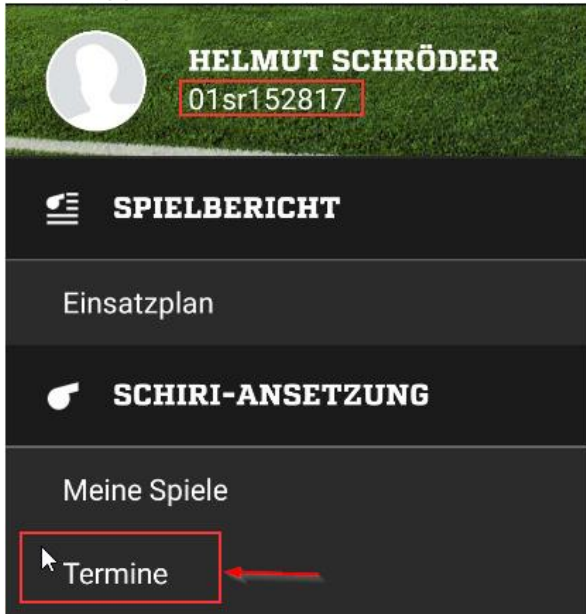 HELMUT SCHRÖDER
01sr152817
SPIELBERICHT
Einsatzplan
SCHIRI-ANSETZUNG
Meine Spiele
Termine